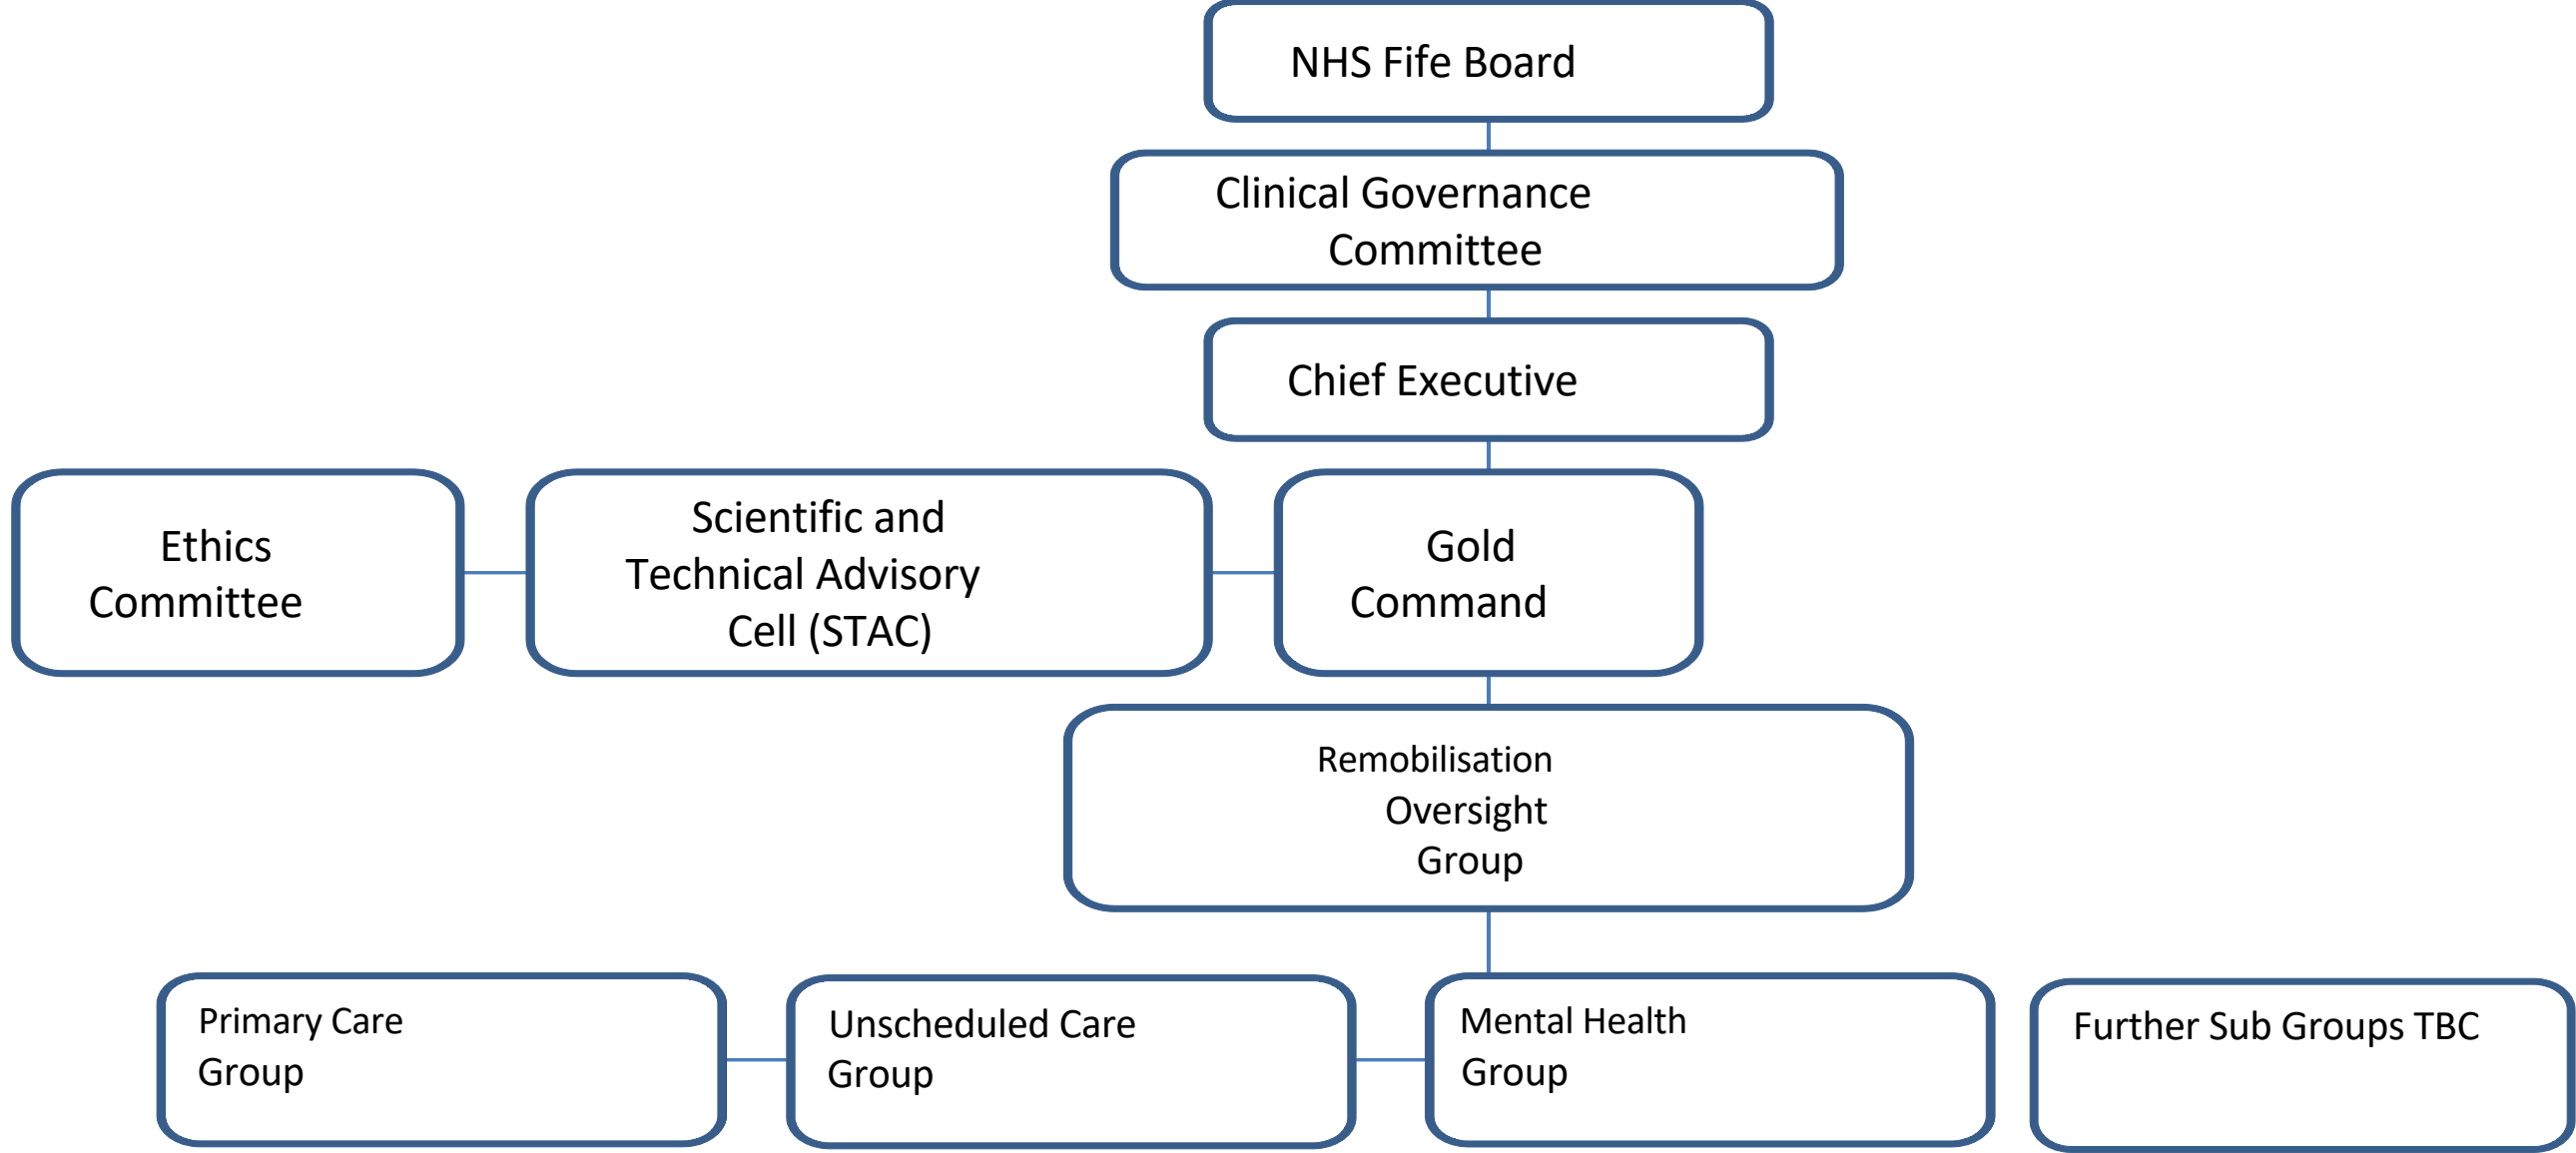 NHS Fife Board
Clinical Governance
Committee
Chief Executive
Ethics
Committee
Scientific and
Technical Advisory
Cell (STAC)
Gold
Command
Remobilisation
Oversight
Group
Primary Care
Group
Unscheduled Care
Group
Mental Health
Group
Further Sub Groups TBC